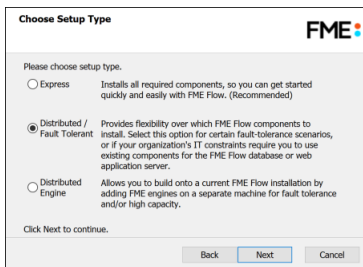 Choose Setup Type
FME:
Please choose setup type.
Express
Installs all required components, so you can get started
quickly and easily with FME Flow. (Recommended)
Distributed /
Fault Tolerant
Provides flexibility over which FME Flow components to
install. Select this option for certain fault-tolerance scenarios,
or if your organization's IT constraints require you to use
existing components for the FME Flow database or web
application server.
Distributed
Engine
Allows you to build onto a current FME Flow installation by
adding FME engines on a separate machine for fault tolerance
and/or high capacity.
Click Next to continue.
Back
Next
Cancel